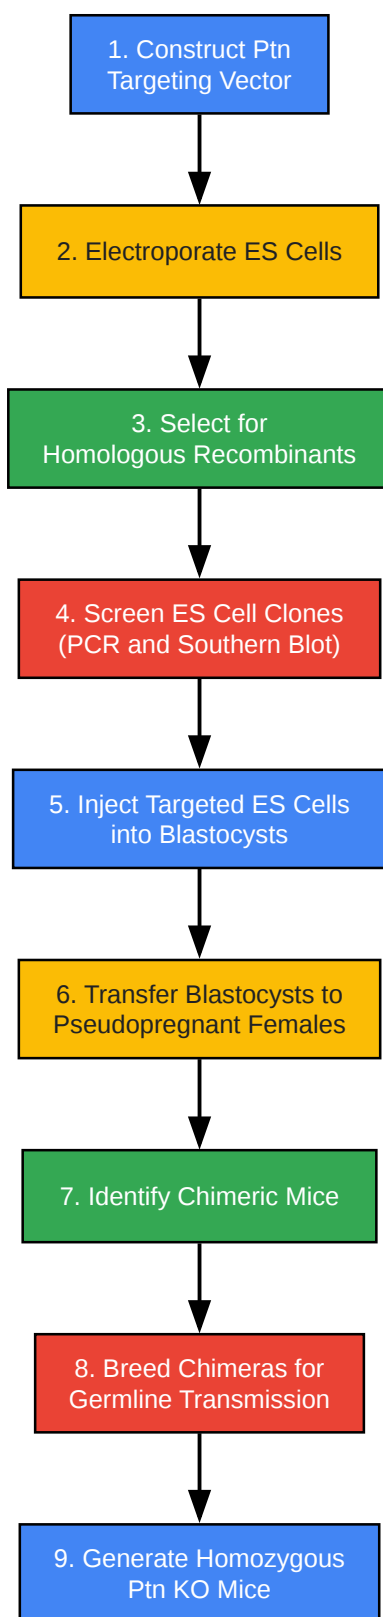 1. Construct Ptn
Targeting Vector
2. Electroporate ES Cells
3. Select for
Homologous Recombinants
4. Screen ES Cell Clones
(PCR and Southern Blot)
5. Inject Targeted ES Cells
into Blastocysts
6. Transfer Blastocysts to
Pseudopregnant Females
7. Identify Chimeric Mice
8. Breed Chimeras for
Germline Transmission
9. Generate Homozygous
Ptn KO Mice